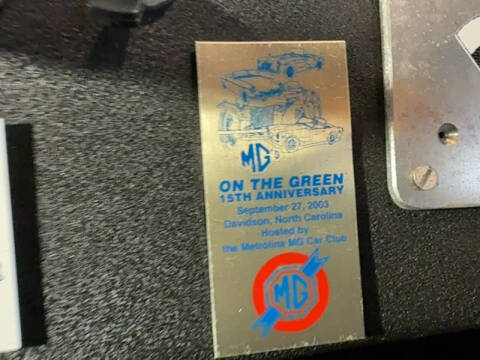 MG's
ON THE GREEN
15TH ANNIVERSARY
September 27, 2003
Davidson, North Carolina
Hosted by
the Metrolina MG Car Club
MG